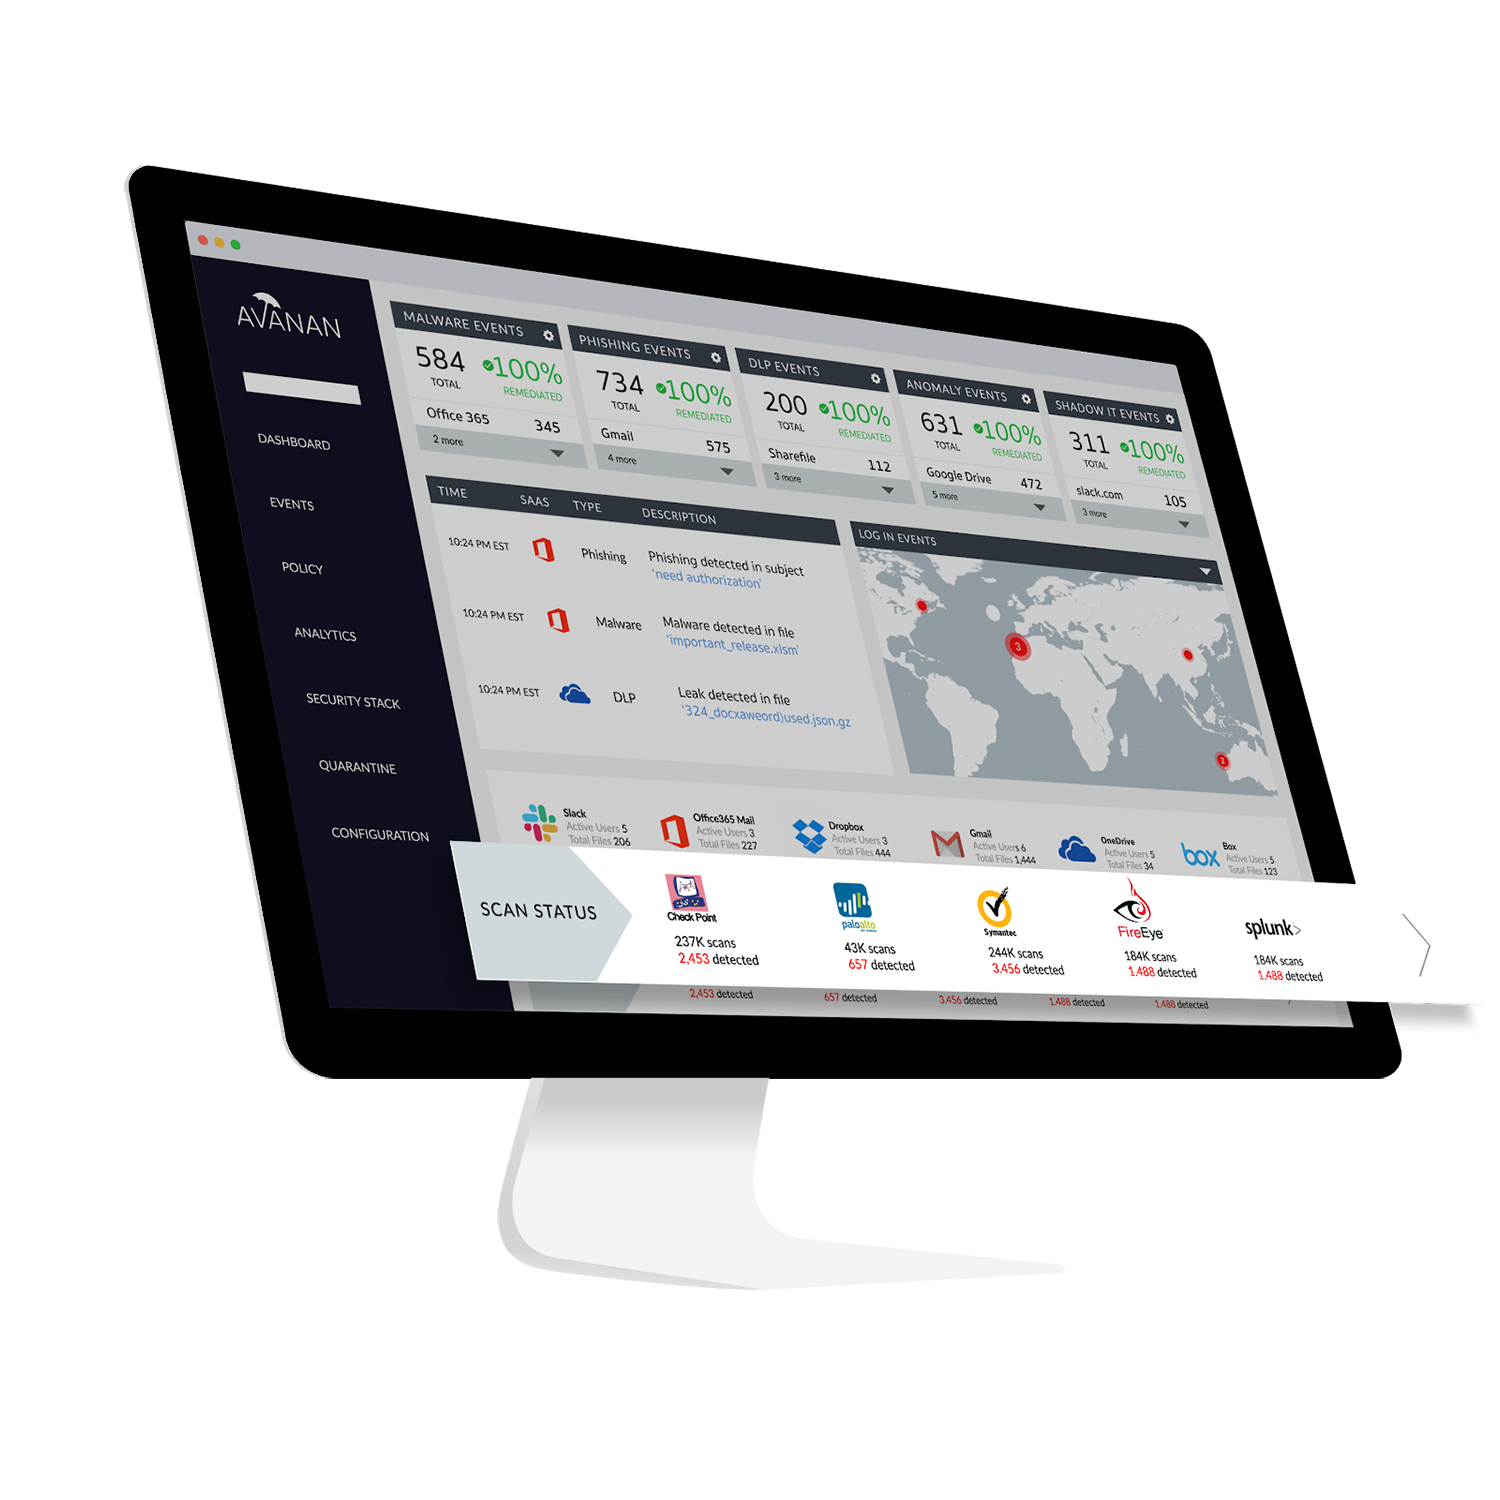 AVANAN
DASHBOARD
EVENTS
POLICY
ANALYTICS
SECURITY STACK
QUARANTINE
CONFIGURATION
MALWARE EVENTS
584
TOTAL
100%
REMEDIATED
Office 365 345
2 more
PHISHING EVENTS
734
TOTAL
100%
REMEDIATED
Gmail 575
4 more
DLP EVENTS
200
TOTAL
100%
REMEDIATED
Sharefile 112
3 more
ANOMALY EVENTS
631
TOTAL
100%
REMEDIATED
Google Drive 472
5 more
SHADOW IT EVENTS
311
TOTAL
100%
REMEDIATED
slack.com 105
3 more
TIME SAAS TYPE DESCRIPTION
10:24 PM EST Phishing Phishing detected in subject
'need authorization'
10:24 PM EST Malware Malware detected in file
'important_release.xlsm'
10:24 PM EST DLP Leak detected in file
'324_docxaweord)used.json.gz
LOG IN EVENTS
3
2
Slack
Active Users 5
Total Files 206
Office365 Mail
Active Users 3
Total Files 227
Dropbox
Active Users 3
Total Files 444
Gmail
Active Users 6
Total Files 1,444
OneDrive
Active Users 5
Total Files 34
box
Box
Active Users 5
Total Files 123
SCAN STATUS
Check Point
237K scans
2,453 detected
paloalto
43K scans
657 detected
Symantec
244K scans
3.456 detected
FireEye
184K scans
1.488 detected
splunk>
184K scans
1.488 detected
2,453 detected
657 detected
3.456 detected
1.488 detected
1.488 detected